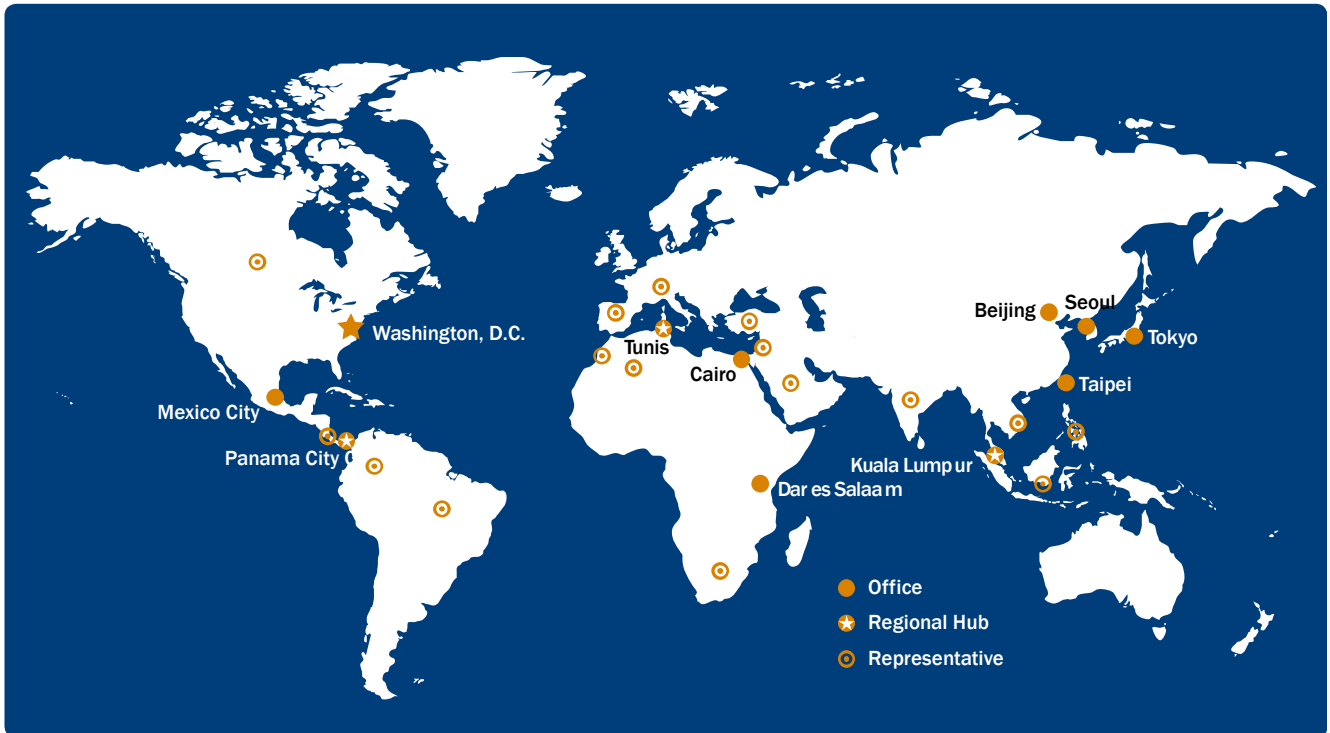 Beijing
Seoul
Washington, D.C.
Tokyo
Tunis
Cairo
Taipei
Mexico City
Panama City C
Kuala Lumpur
Dar es Salaam
Office
Regional Hub
Representative